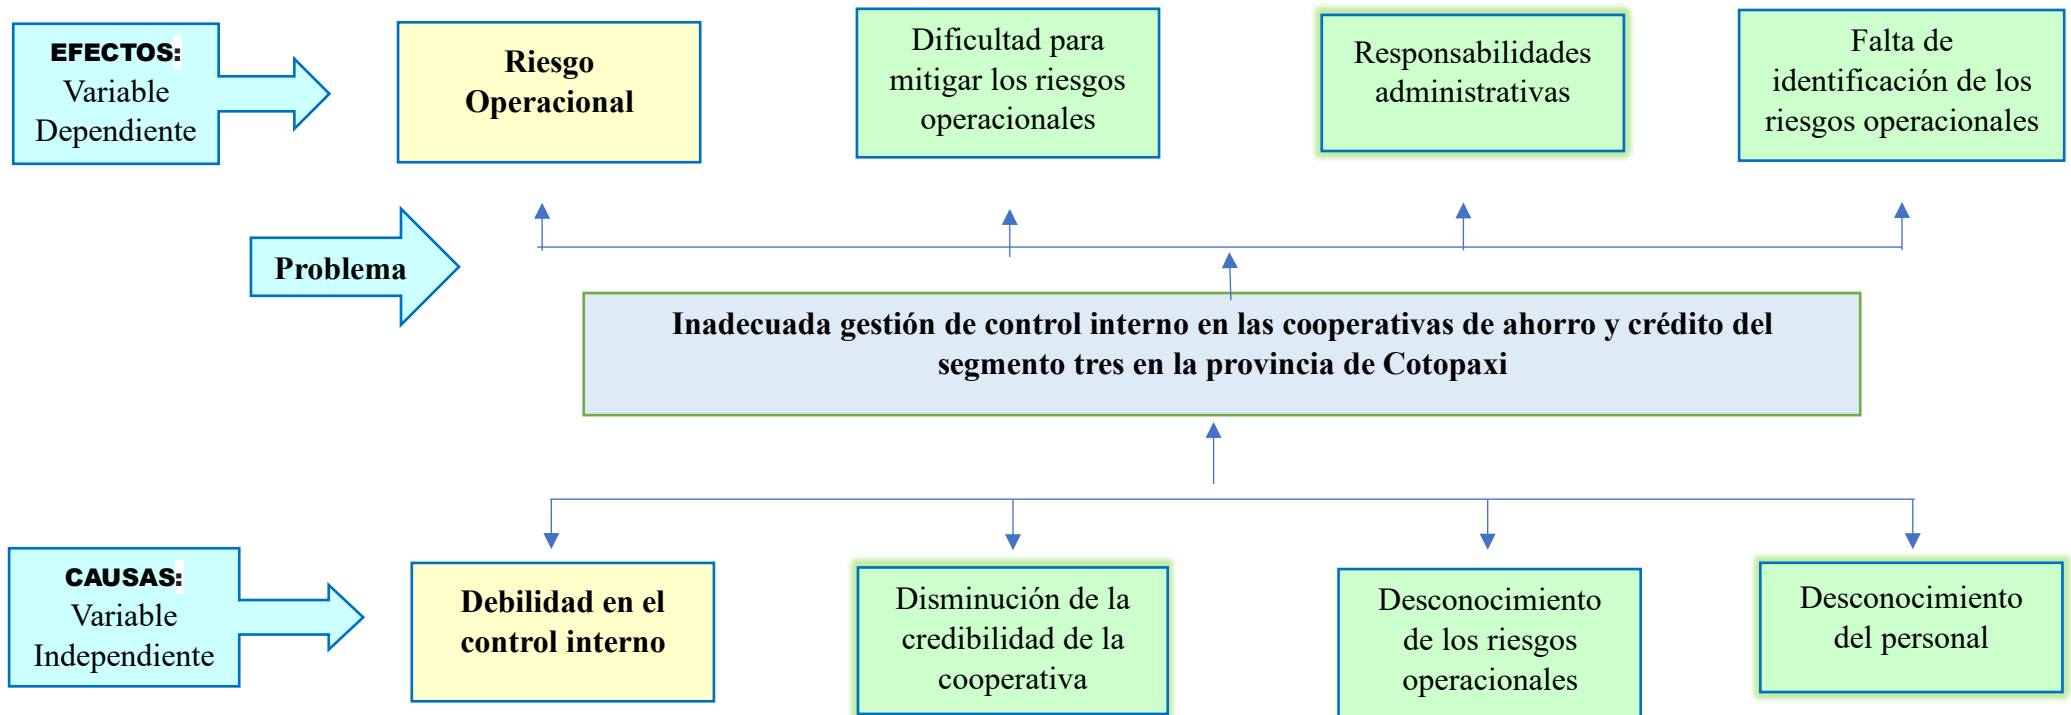 EFECTOS:
Variable
Dependiente
Riesgo
Operacional
Dificultad para
mitigar los riesgos
operacionales
Responsabilidades
administrativas
Falta de
identificación de los
riesgos operacionales
Problema
Inadecuada gestión de control interno en las cooperativas de ahorro y crédito del
segmento tres en la provincia de Cotopaxi
CAUSAS:
Variable
Independiente
Debilidad en el
control interno
Disminución de la
credibilidad de la
cooperativa
Desconocimiento
de los riesgos
operacionales
Desconocimiento
del personal